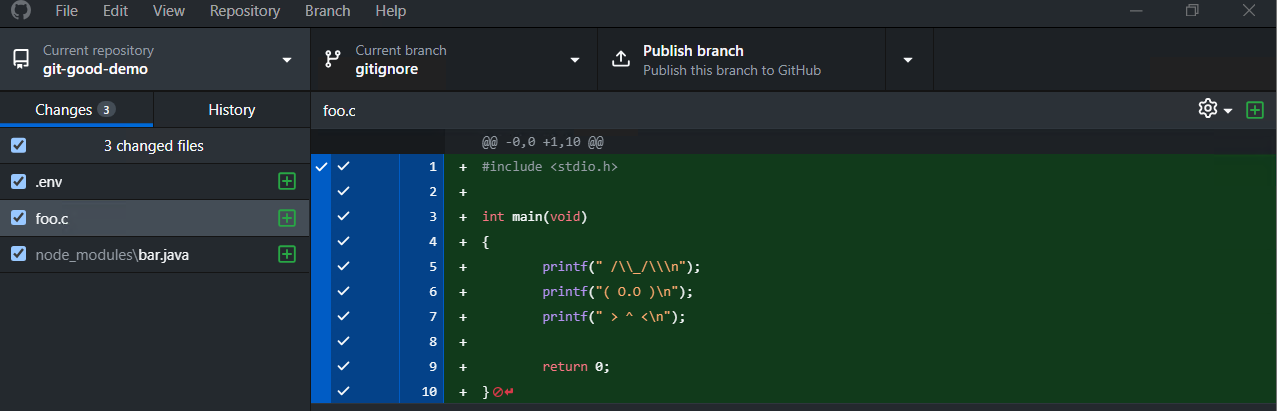 File Edit View Repository Branch Help
Current repository
git-good-demo
Current branch
gitignore
Publish branch
Publish this branch to GitHub
Changes 3
History
foo.c
3 changed files
.env
foo.c
node_modules\bar.java
@@ -0,0 +1,10 @@
1 + #include <stdio.h>
2 +
3 + int main(void)
4 + {
5 + printf(" /\\_/\\\n");
6 + printf("( O.O )\n");
7 + printf(" > ^ <\n");
8 +
9 + return 0;
10 + }